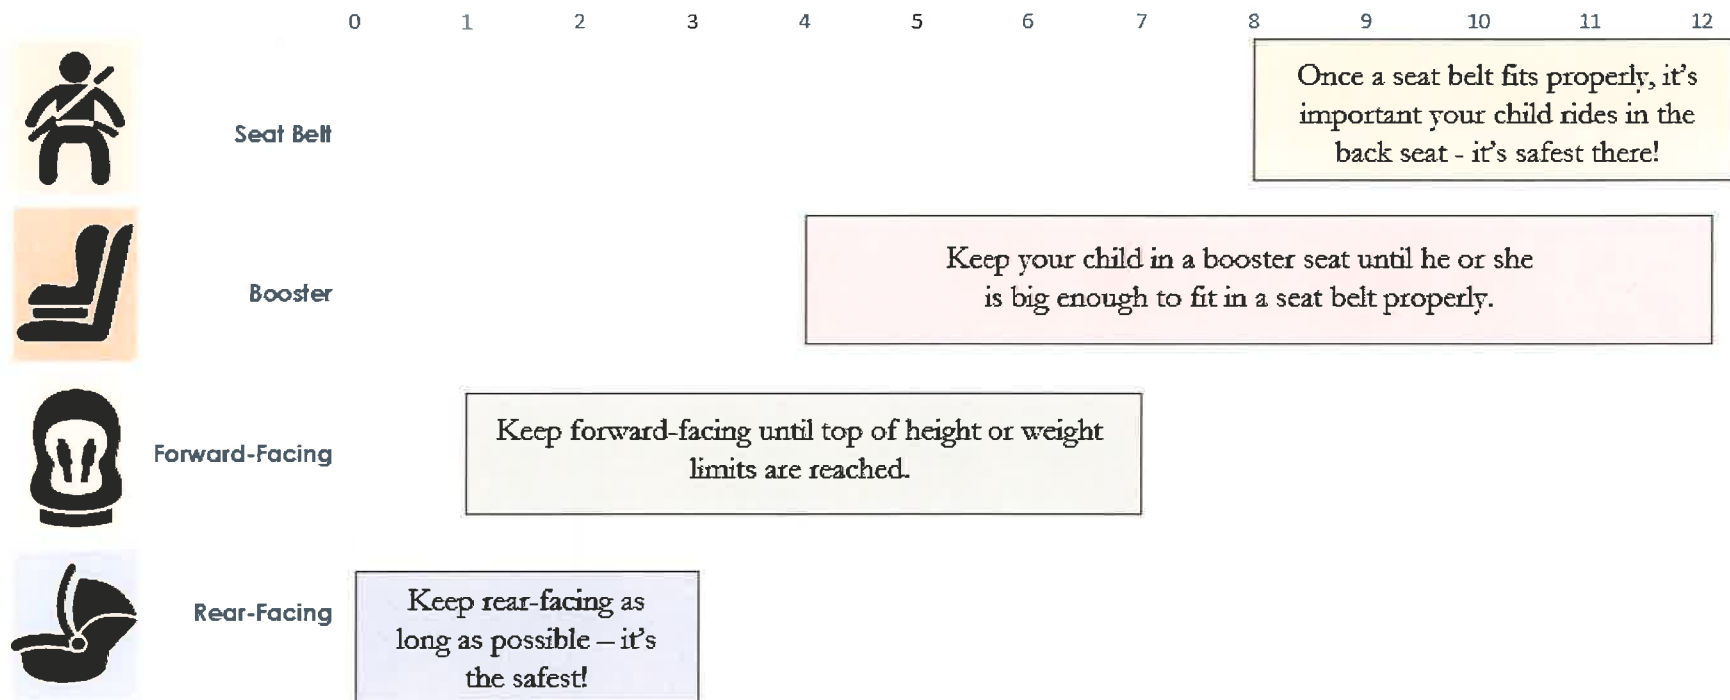 0 1 2 3 4 5 6 7 8 9 10 11 12
Seat Belt
Once a seat belt fits properly, it's
important your child rides in the
back seat - it's safest there!
Booster
Keep your child in a booster seat until he or she
is big enough to fit in a seat belt properly.
Forward-Facing
Keep forward-facing until top of height or weight
limits are reached.
Rear-Facing
Keep rear-facing as
long as possible – it's
the safest!